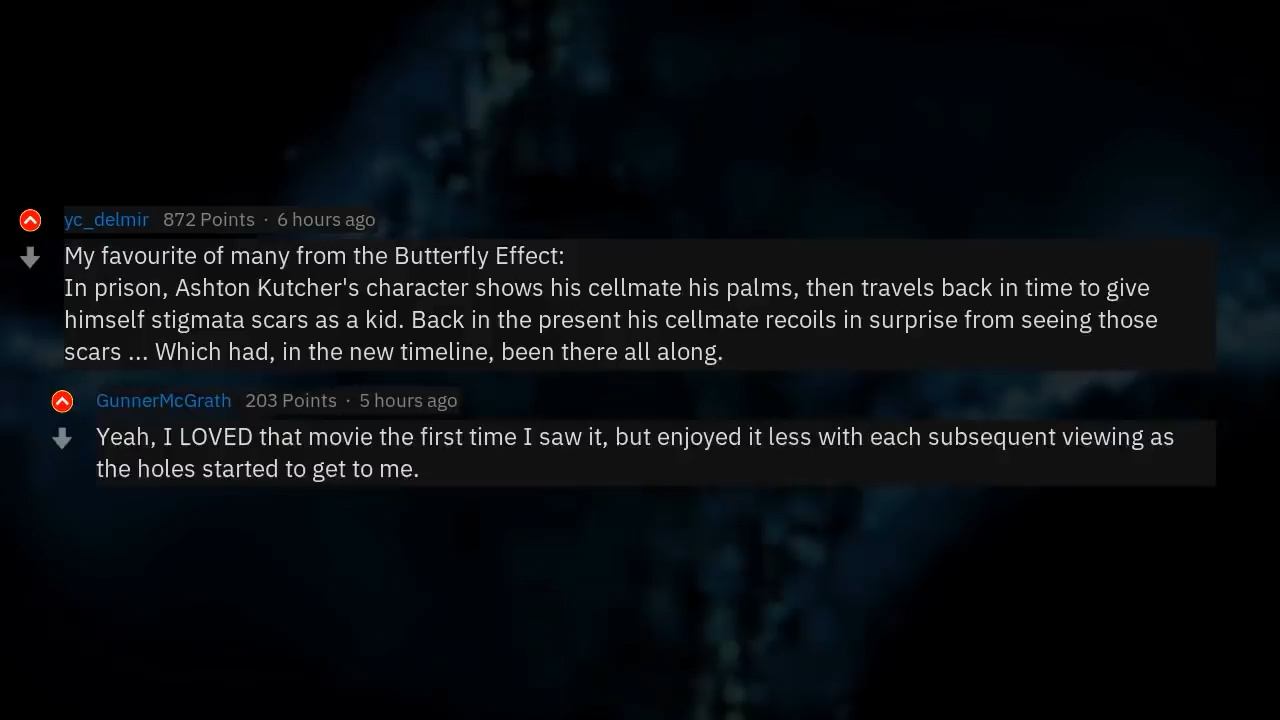 yc_delmir 872 Points · 6 hours ago
My favourite of many from the Butterfly Effect:
In prison, Ashton Kutcher's character shows his cellmate his palms, then travels back in time to give
himself stigmata scars as a kid. Back in the present his cellmate recoils in surprise from seeing those
scars ... Which had, in the new timeline, been there all along.
GunnerMcGrath 203 Points · 5 hours ago
Yeah, I LOVED that movie the first time I saw it, but enjoyed it less with each subsequent viewing as
the holes started to get to me.